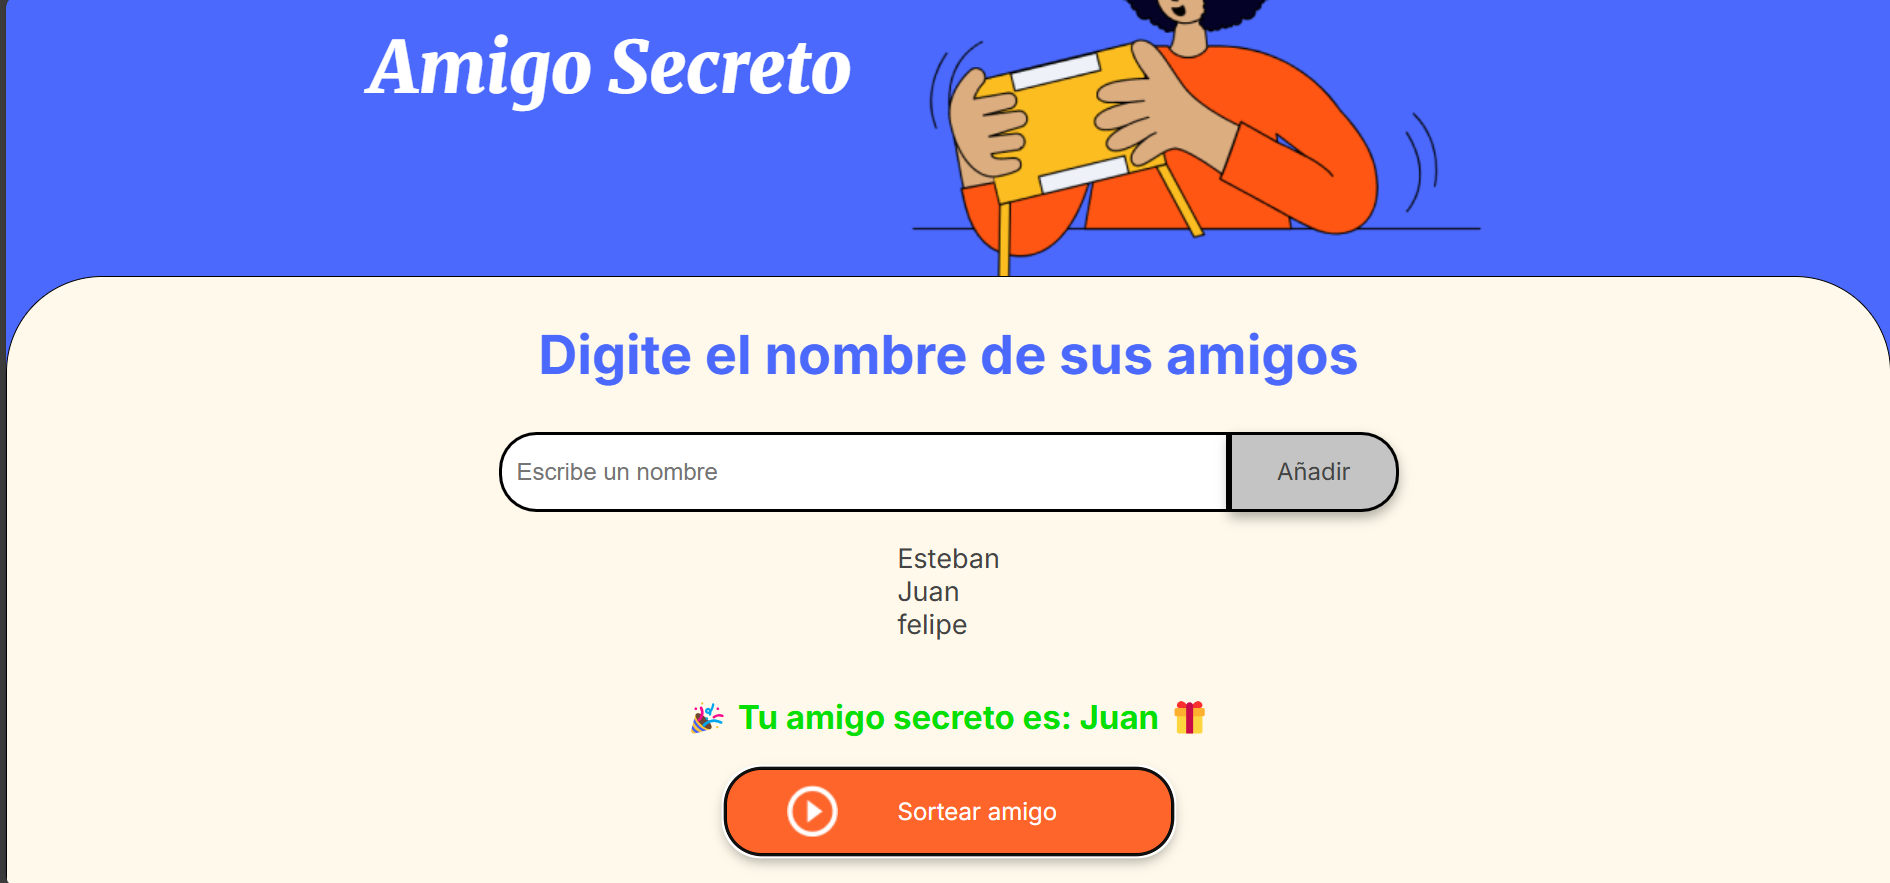 Amigo Secreto
Digite el nombre de sus amigos
Escribe un nombre
Añadir
Esteban
Juan
felipe
🎉 Tu amigo secreto es: Juan 🎁
Sortear amigo